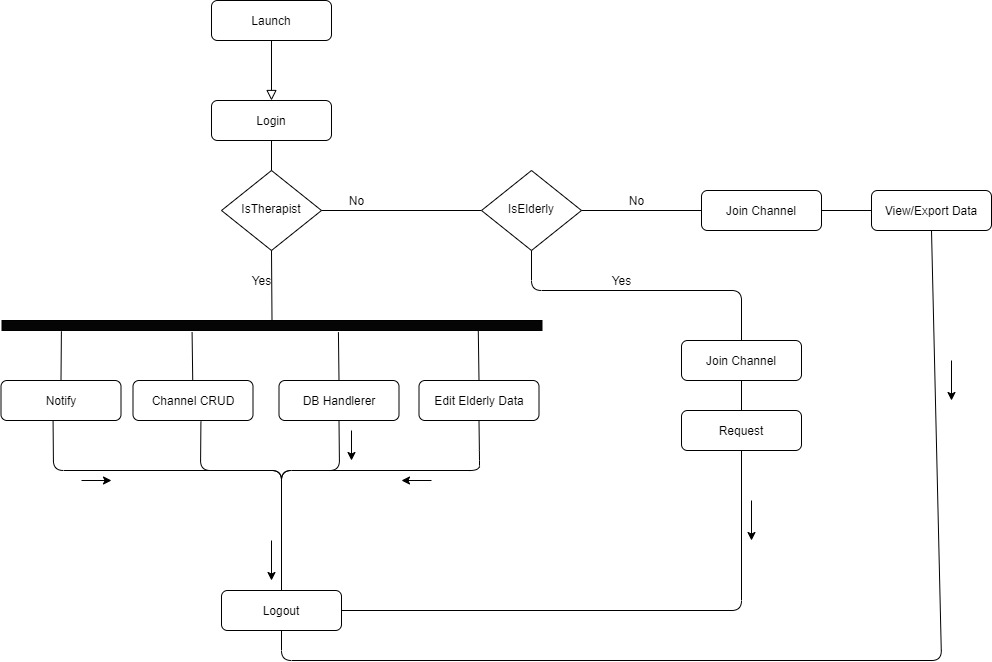 Launch
Login
IsTherapist
No
IsElderly
No
Join Channel
View/Export Data
Yes
Yes
Join Channel
Notify
Channel CRUD
DB Handlerer
Edit Elderly Data
Request
Logout